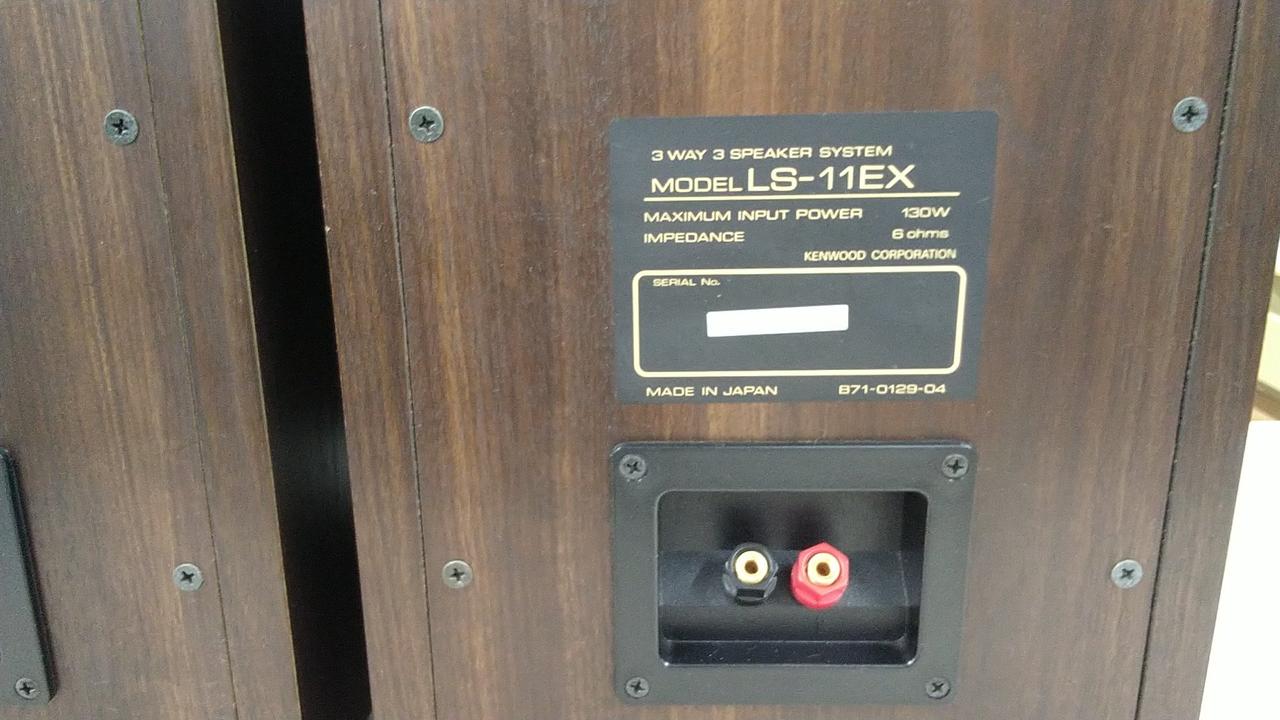 3 WAY 3 SPEAKER SYSTEM
MODEL LS-11EX
MAXIMUM INPUT POWER 130W
IMPEDANCE 6 ohms
KENWOOD CORPORATION
SERIAL No.
MADE IN JAPAN B71-0129-04